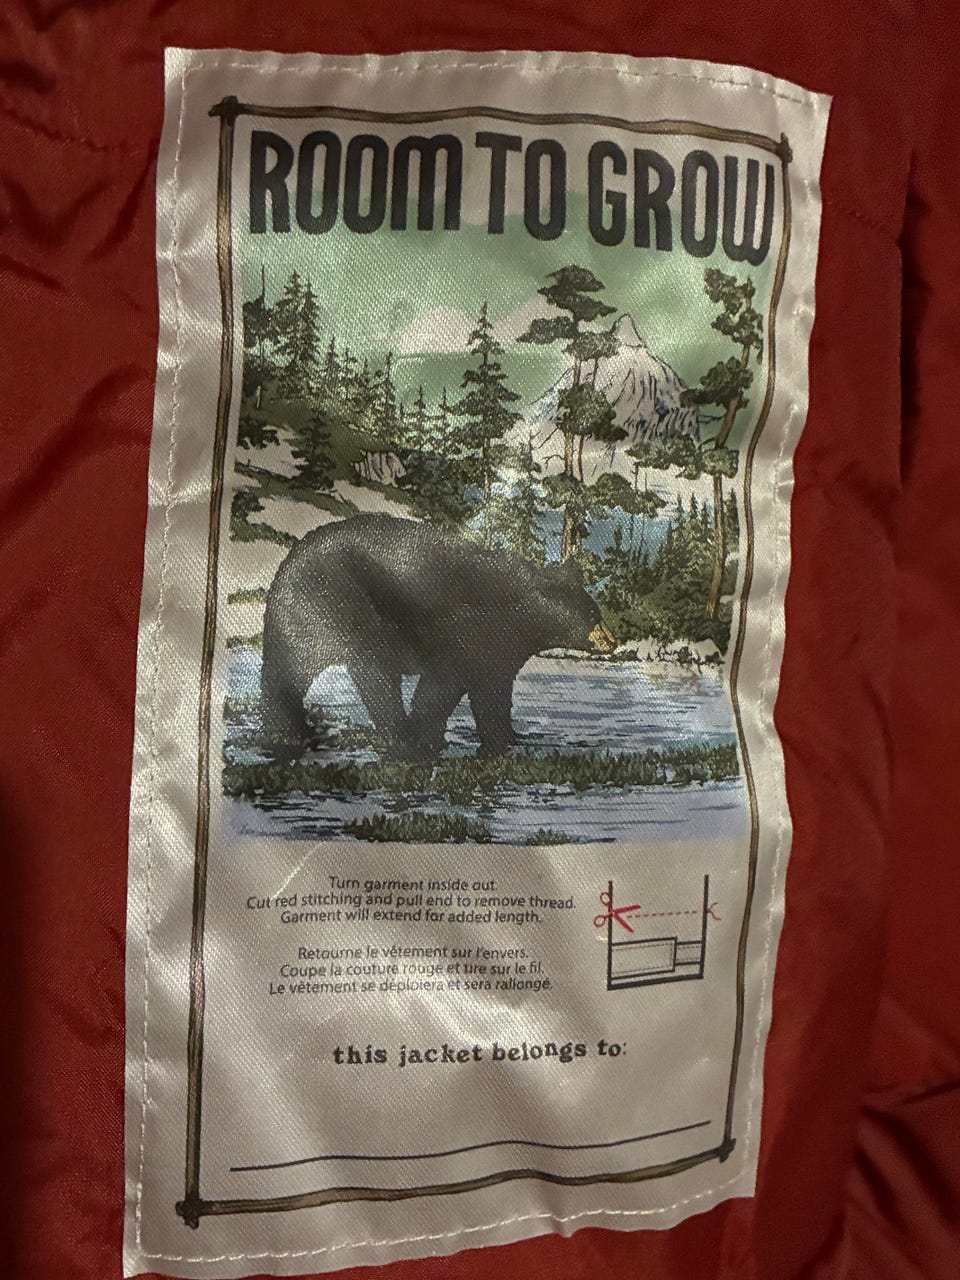 ROOM TO GROW
Turn garment inside out.
Cut red stitching and pull end to remove thread.
Garment will extend for added length.
Retourne le vêtement sur l'envers.
Coupe la couture rouge et tire sur le fil.
Le vêtement se déploiera et sera rallongé.
this jacket belongs to: